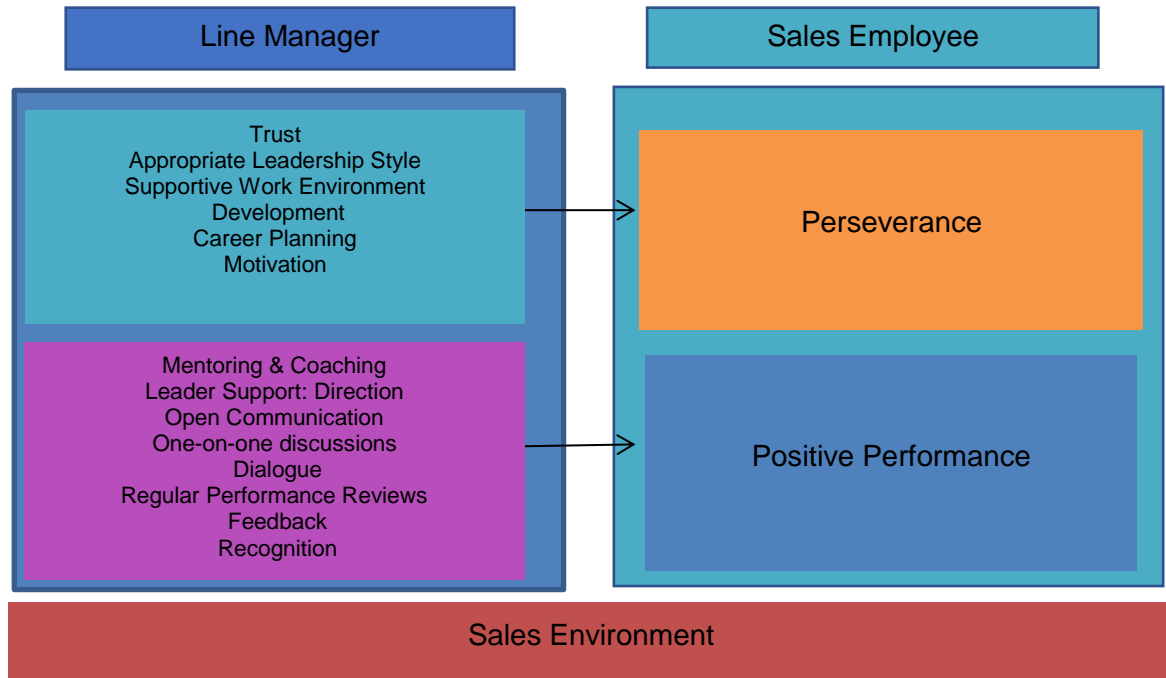 Line Manager
Sales Employee
Trust
Appropriate Leadership Style
Supportive Work Environment
Development
Career Planning
Motivation
Perseverance
Mentoring & Coaching
Leader Support: Direction
Open Communication
One-on-one discussions
Dialogue
Regular Performance Reviews
Feedback
Recognition
Positive Performance
Sales Environment